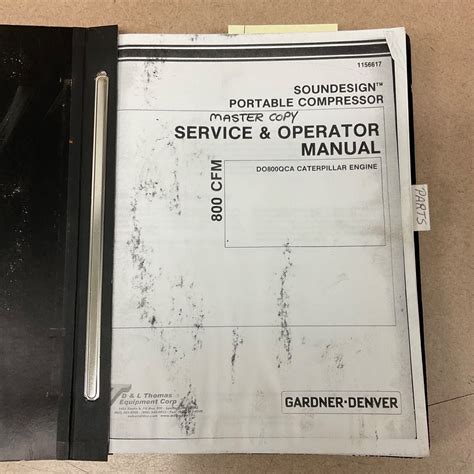 1156617
SOUNDESIGN™
PORTABLE COMPRESSOR
MASTER COPY
SERVICE & OPERATOR
MANUAL
800 CFM
DO800QCA CATERPILLAR ENGINE
PARTS
D & L Thomas
Equipment Corp
GARDNER-DENVER